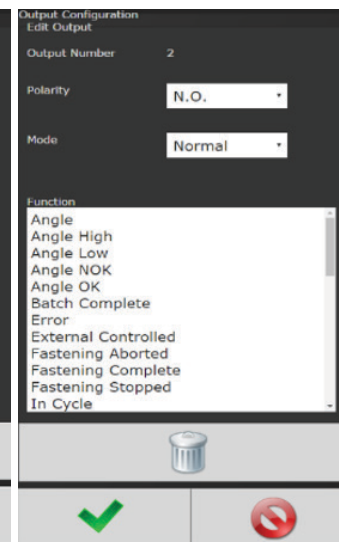 Output Configuration
Edit Output
Output Number 2
Polarity N.O.
Mode Normal
Function
Angle
Angle High
Angle Low
Angle NOK
Angle OK
Batch Complete
Error
External Controlled
Fastening Aborted
Fastening Complete
Fastening Stopped
In Cycle